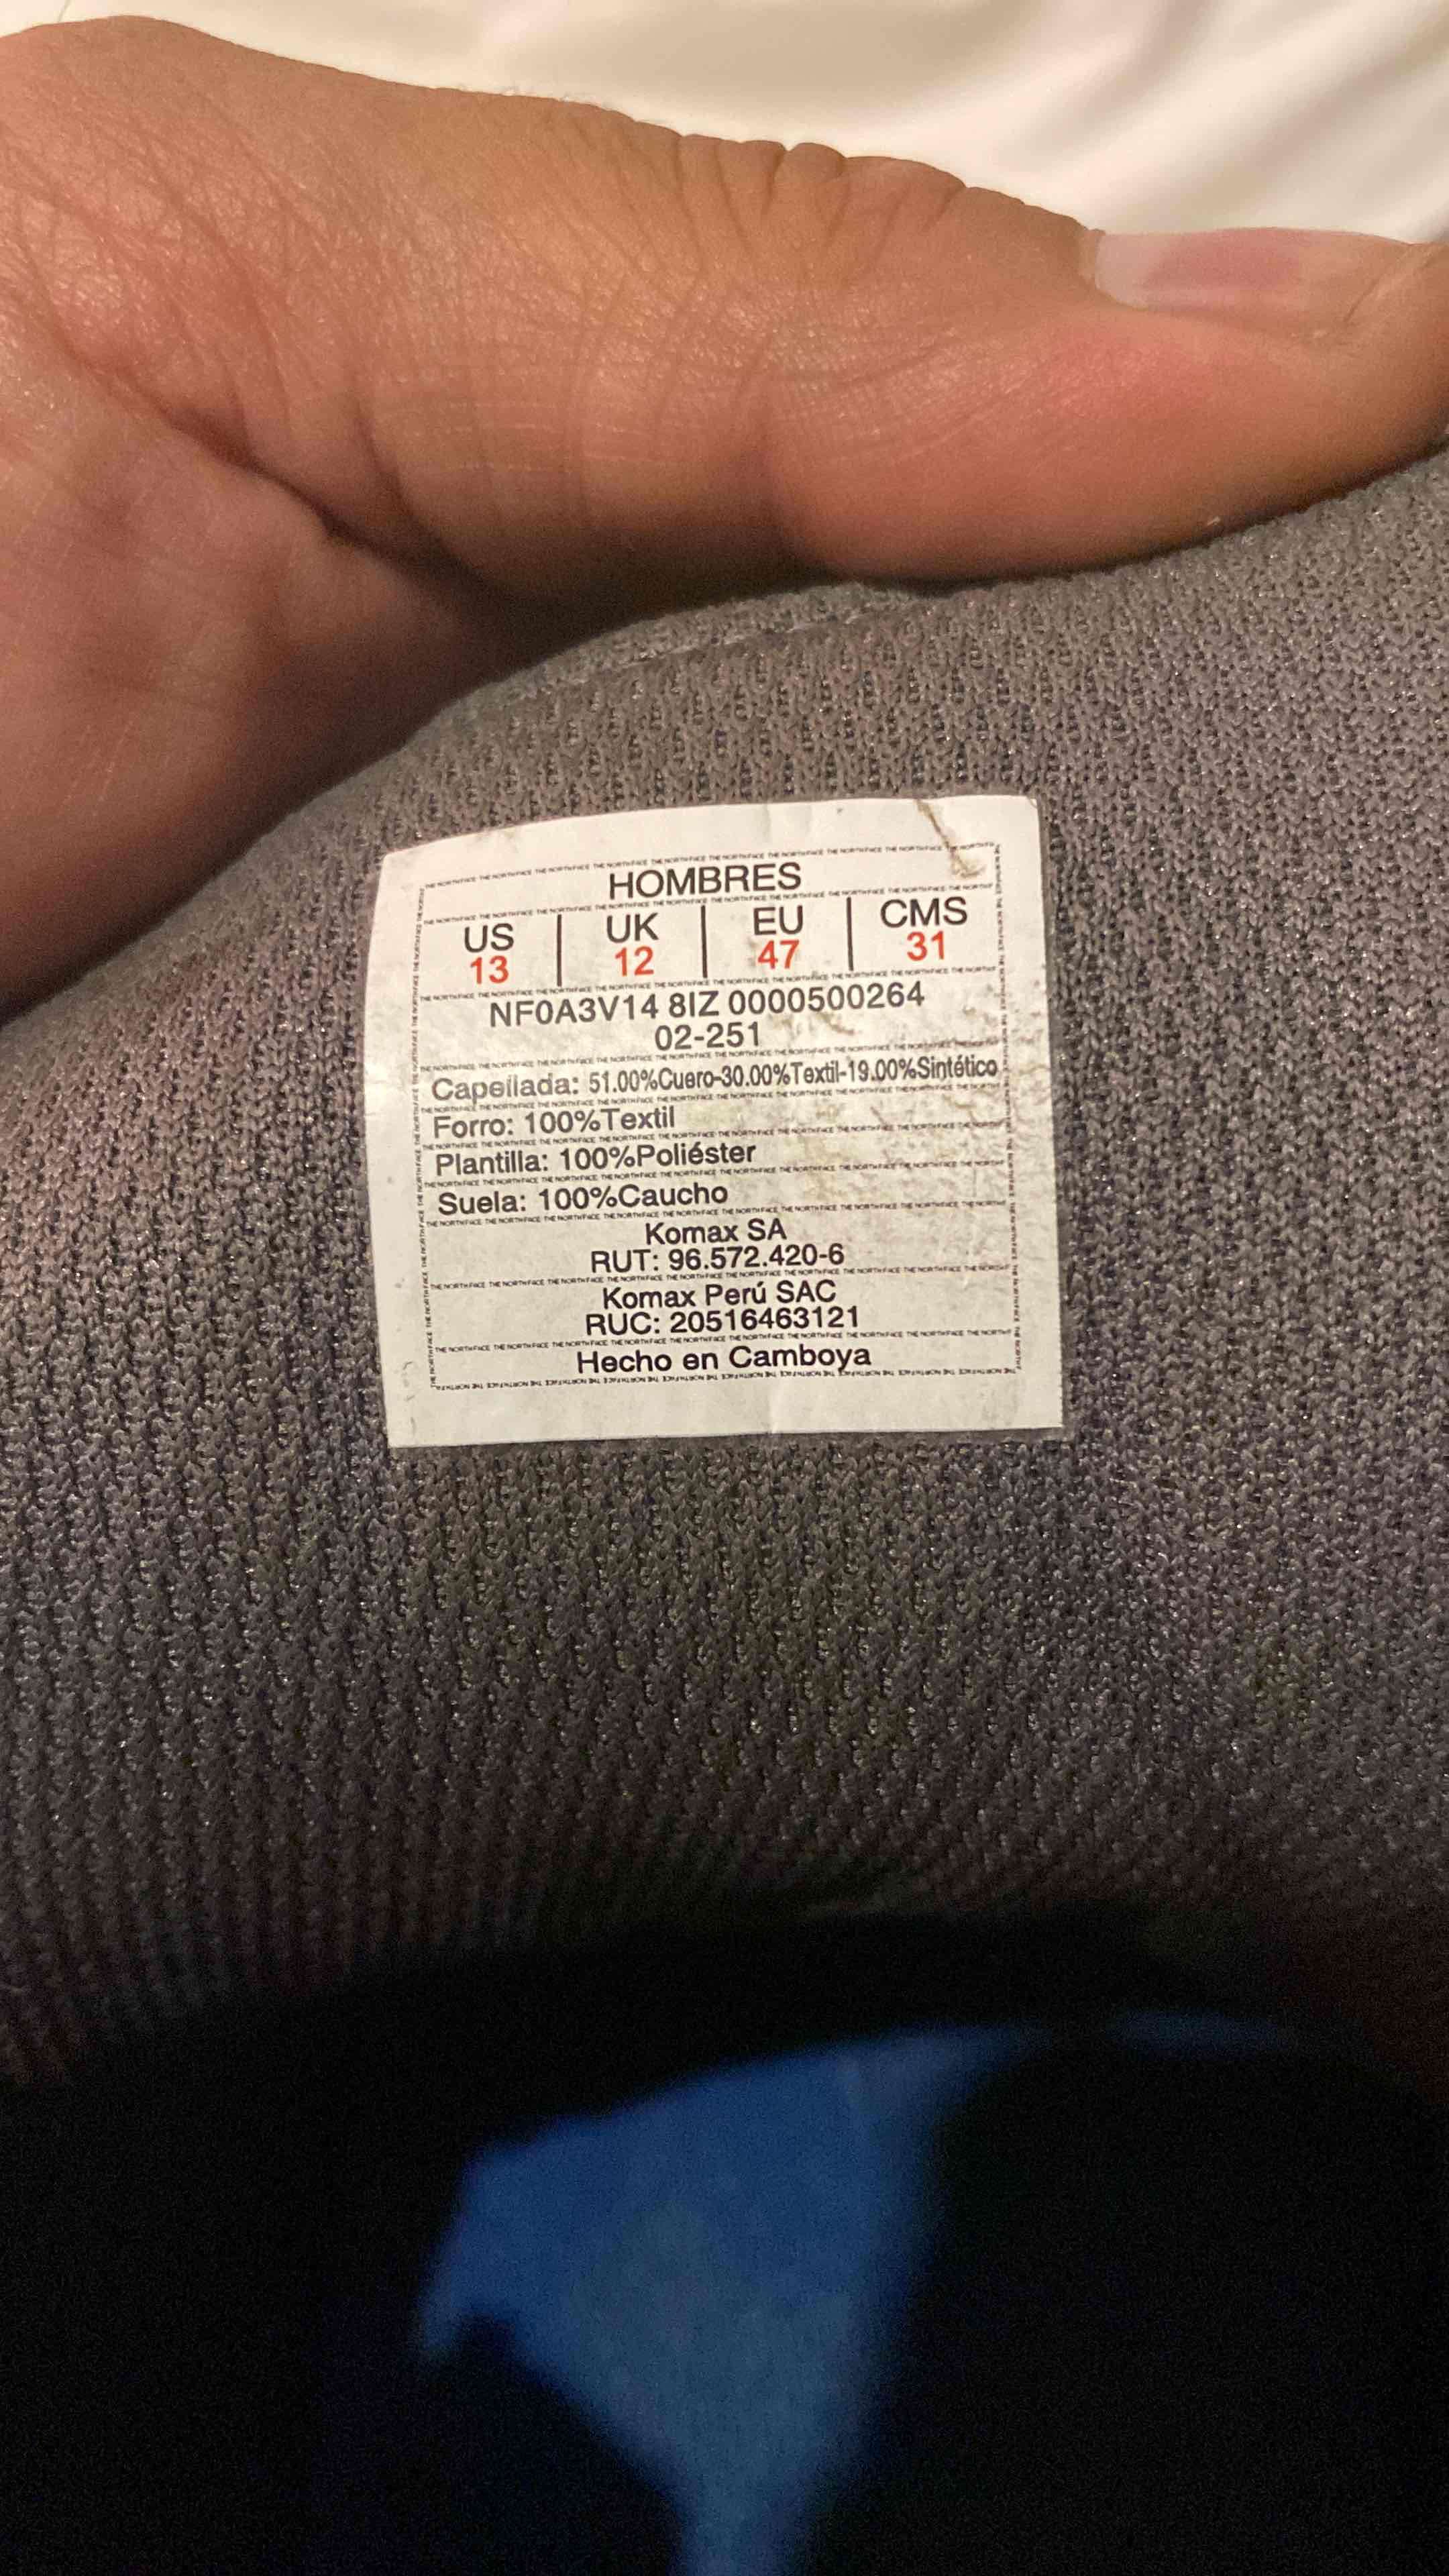 HOMBRES
US | UK | EU | CMS
13 | 12 | 47 | 31
NF0A3V14 8IZ 0000500264
02-251
Capellada: 51.00%Cuero-30.00%Textil-19.00%Sintético
Forro: 100%Textil
Plantilla: 100%Poliéster
Suela: 100%Caucho
Komax SA
RUT: 96.572.420-6
Komax Perú SAC
RUC: 20516463121
Hecho en Camboya